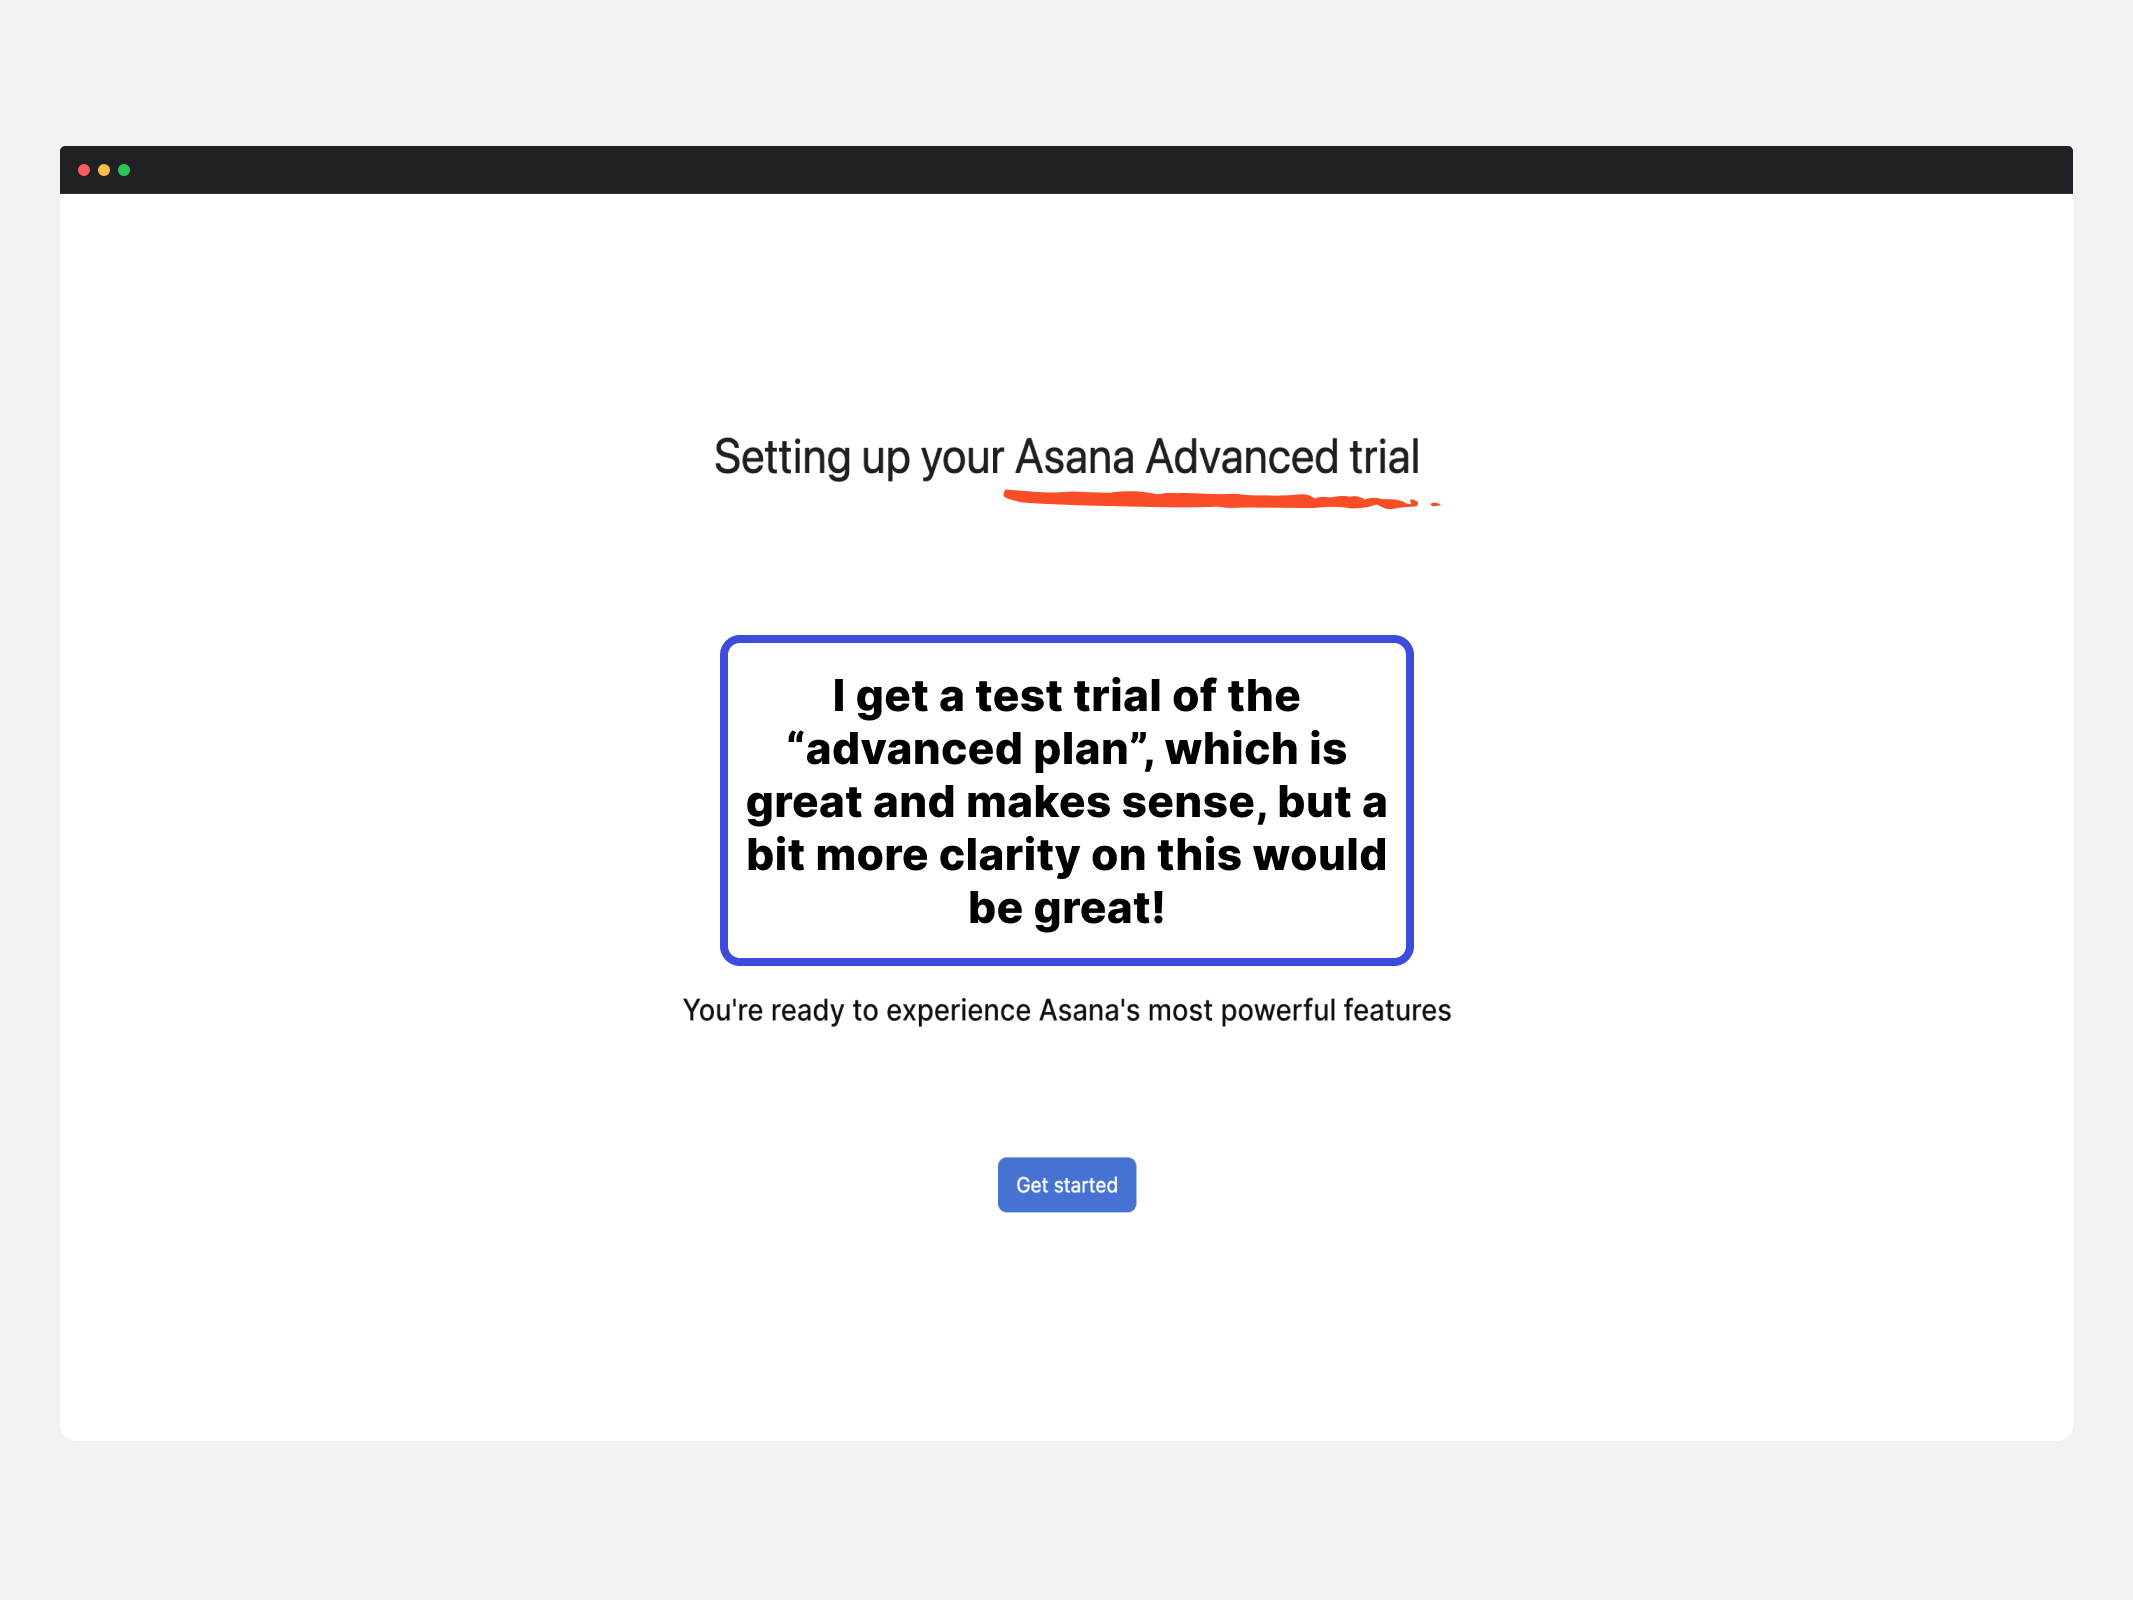 Setting up your Asana Advanced trial
I get a test trial of the
“advanced plan”, which is
great and makes sense, but a
bit more clarity on this would
be great!
You're ready to experience Asana's most powerful features
Get started